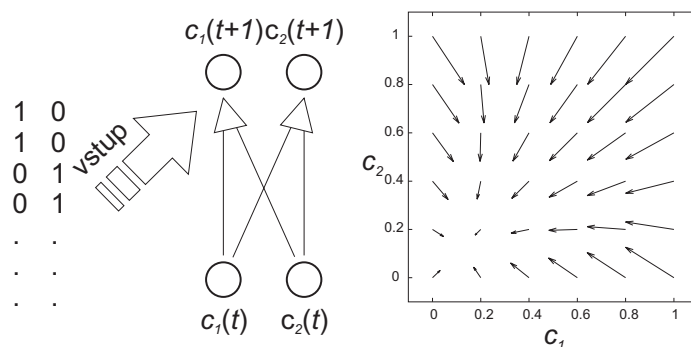 c₁(t+1) c₂(t+1)
1 0
1 0
0 1
0 1
. .
. .
. .
vstup
c₁(t) c₂(t)
1
0.8
0.6
c₂
0.4
0.2
0
0 0.2 0.4 0.6 0.8 1
c₁